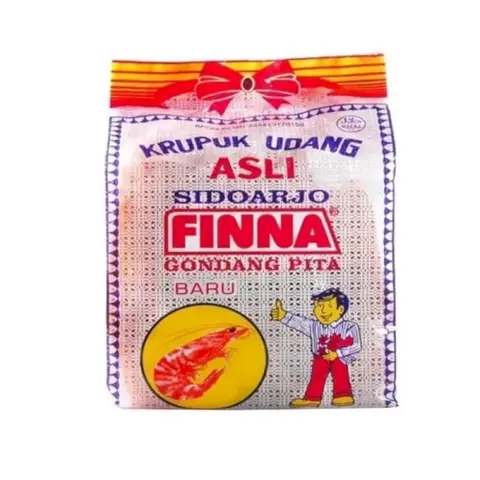 KRUPUK UDANG
ASLI
SIDOARJO
FINNA®
GONDANG PITA
BARU